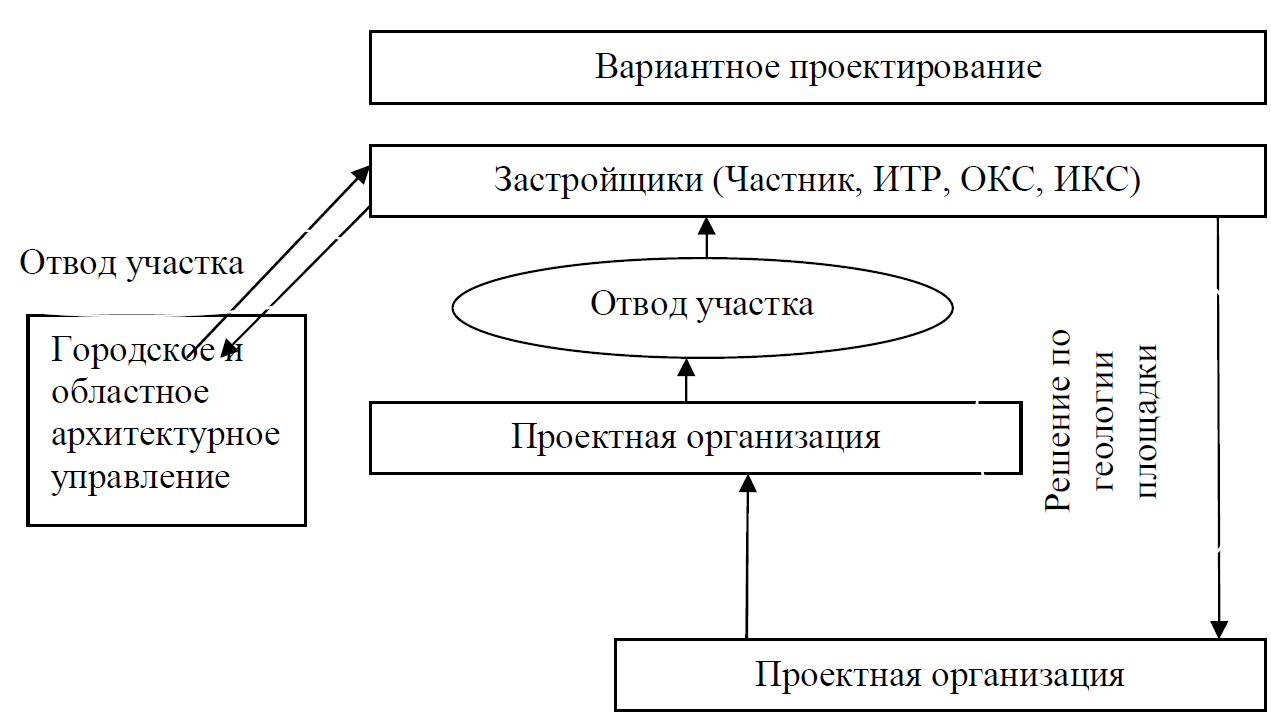 Вариантное проектирование
Застройщики (Частник, ИТР, ОКС, ИКС)
Отвод участка
Отвод участка
Городское и
областное
архитектурное
управление
Проектная организация
Решение по
геологии
площадки
Проектная организация